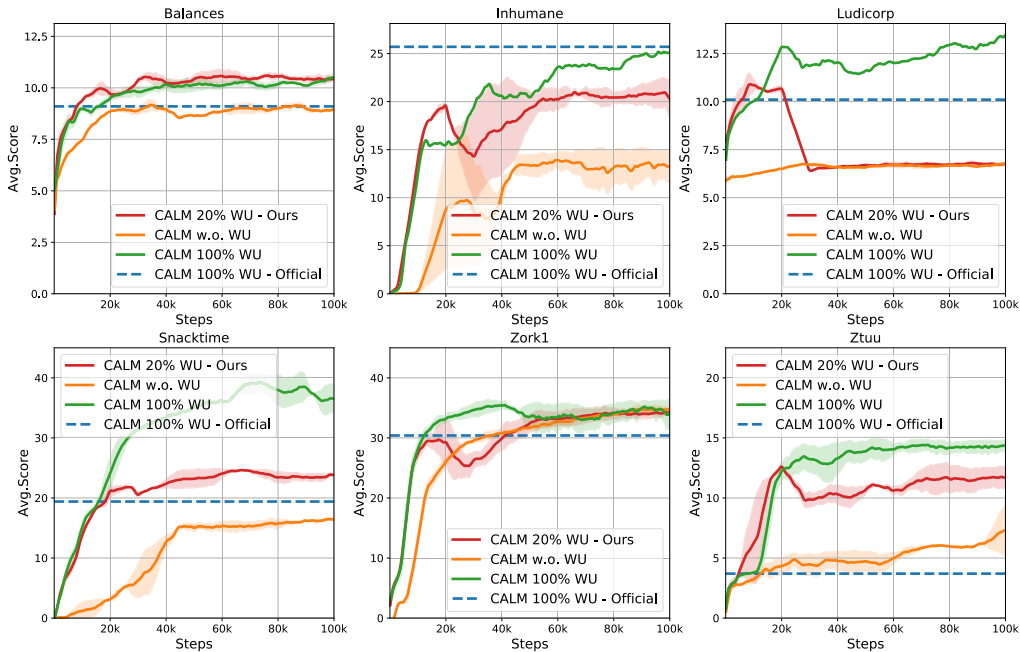 Balances
12.5
10.0
7.5
5.0
2.5
0.0
Avg.Score
CALM 20% WU - Ours
CALM w.o. WU
CALM 100% WU
CALM 100% WU - Official
20k
40k
60k
80k
100k
Steps
Inhumane
25
20
15
10
5
0
Avg.Score
CALM 20% WU - Ours
CALM w.o. WU
CALM 100% WU
CALM 100% WU - Official
20k
40k
60k
80k
100k
Steps
Ludicorp
12.5
10.0
7.5
5.0
2.5
0.0
Avg.Score
CALM 20% WU - Ours
CALM w.o. WU
CALM 100% WU
CALM 100% WU - Official
20k
40k
60k
80k
100k
Steps
Snacktime
40
30
20
10
0
Avg.Score
CALM 20% WU - Ours
CALM w.o. WU
CALM 100% WU
CALM 100% WU - Official
20k
40k
60k
80k
100k
Steps
Zork1
40
30
20
10
0
Avg.Score
CALM 20% WU - Ours
CALM w.o. WU
CALM 100% WU
CALM 100% WU - Official
20k
40k
60k
80k
100k
Steps
Ztuu
20
15
10
5
0
Avg.Score
CALM 20% WU - Ours
CALM w.o. WU
CALM 100% WU
CALM 100% WU - Official
20k
40k
60k
80k
100k
Steps